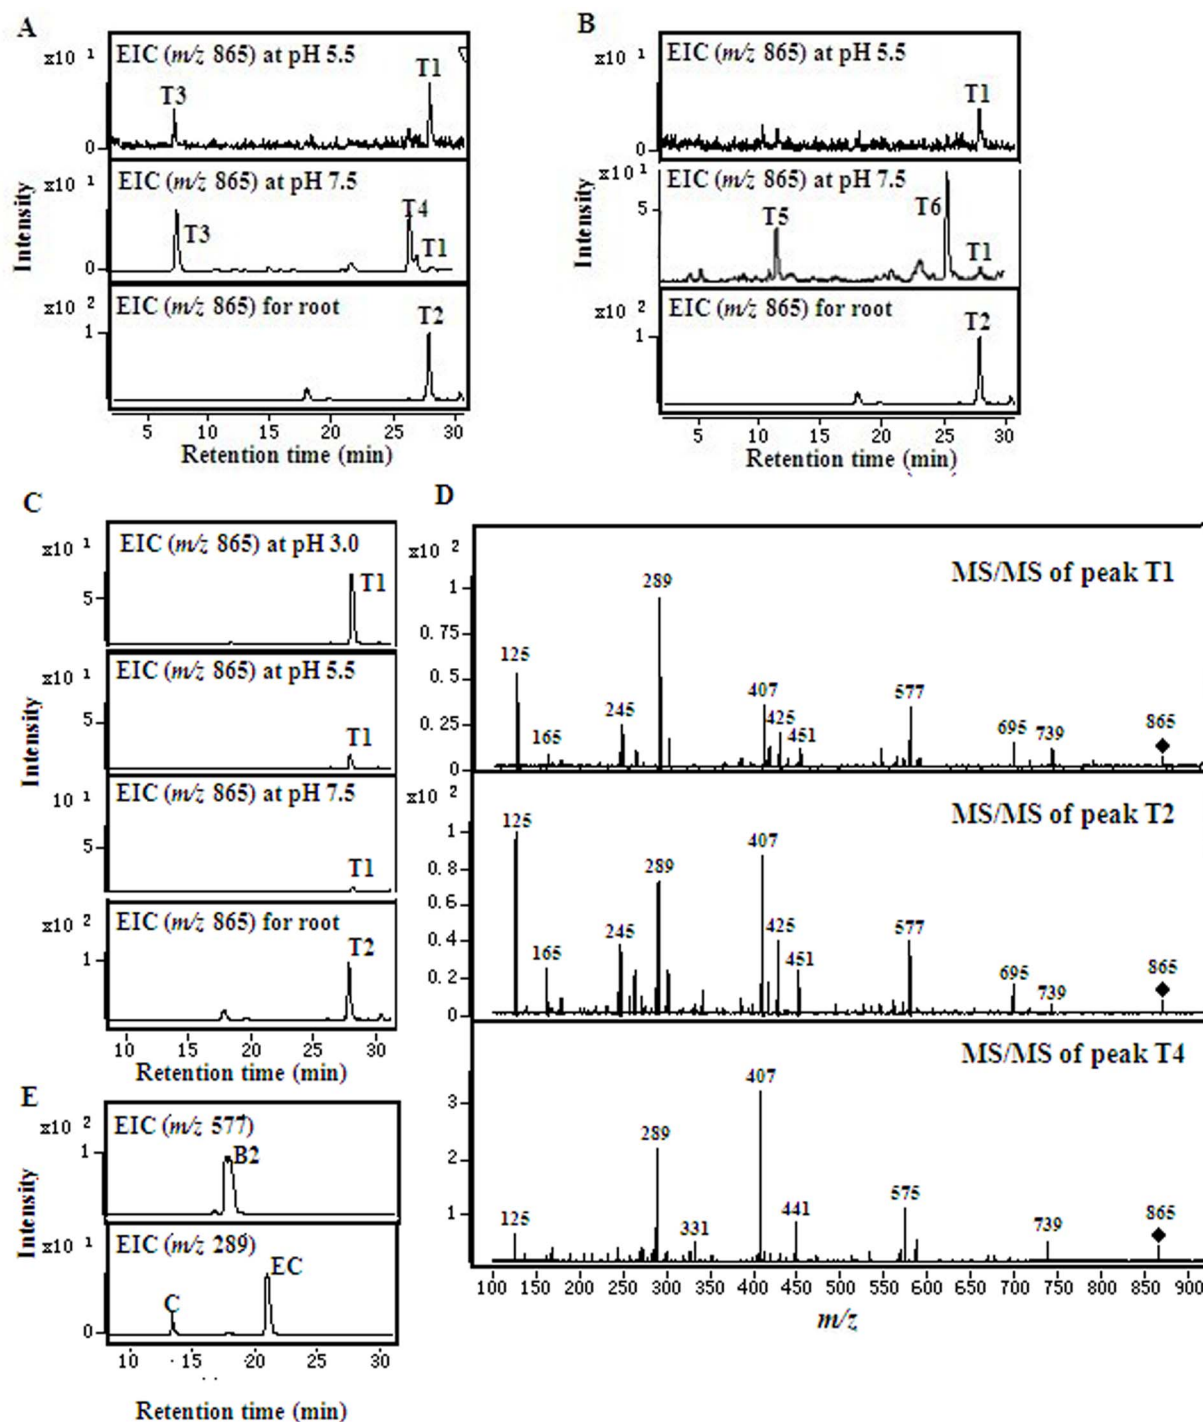 A
x10 1
EIC (m/z 865) at pH 5.5
T3
T1
0
x10 1
EIC (m/z 865) at pH 7.5
T3
T4
T1
0
Intensity
x10 2
EIC (m/z 865) for root
1
T2
5 10 15 20 25 30
Retention time (min)
B
x10 1
EIC (m/z 865) at pH 5.5
T1
0
x10 1
EIC (m/z 865) at pH 7.5
5
T5
T6
T1
Intensity
x10 2
EIC (m/z 865) for root
1
T2
5 10 15 20 25 30
Retention time (min)
C
x10 1
EIC (m/z 865) at pH 3.0
5
T1
x10 1
EIC (m/z 865) at pH 5.5
5
T1
Intensity
10 1
EIC (m/z 865) at pH 7.5
5
T1
x10 2
EIC (m/z 865) for root
1
T2
10 15 20 25 30
Retention time (min)
D
x10 2
MS/MS of peak T1
1
0.75
0.5
0.25
0
125 165 245 289 407 425 451 577 695 739 865
x10 2
MS/MS of peak T2
1
0.8
0.6
0.4
0.2
0
125 165 245 289 407 425 451 577 695 739 865
MS/MS of peak T4
3
2
1
125 289 331 407 441 575 739 865
100 150 200 250 300 350 400 450 500 550 600 650 700 750 800 850 900
m/z
E
x10 2
EIC (m/z 577)
1
B2
Intensity
x10 1
EIC (m/z 289)
C
EC
0
10 15 20 25 30
Retention time (min)